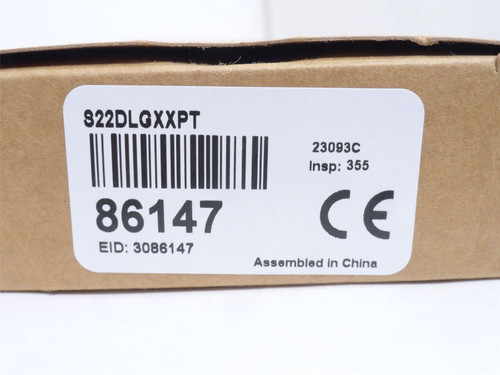 S22DLGXXPT
23093C
Insp: 355
86147
CE
EID: 3086147
Assembled in China